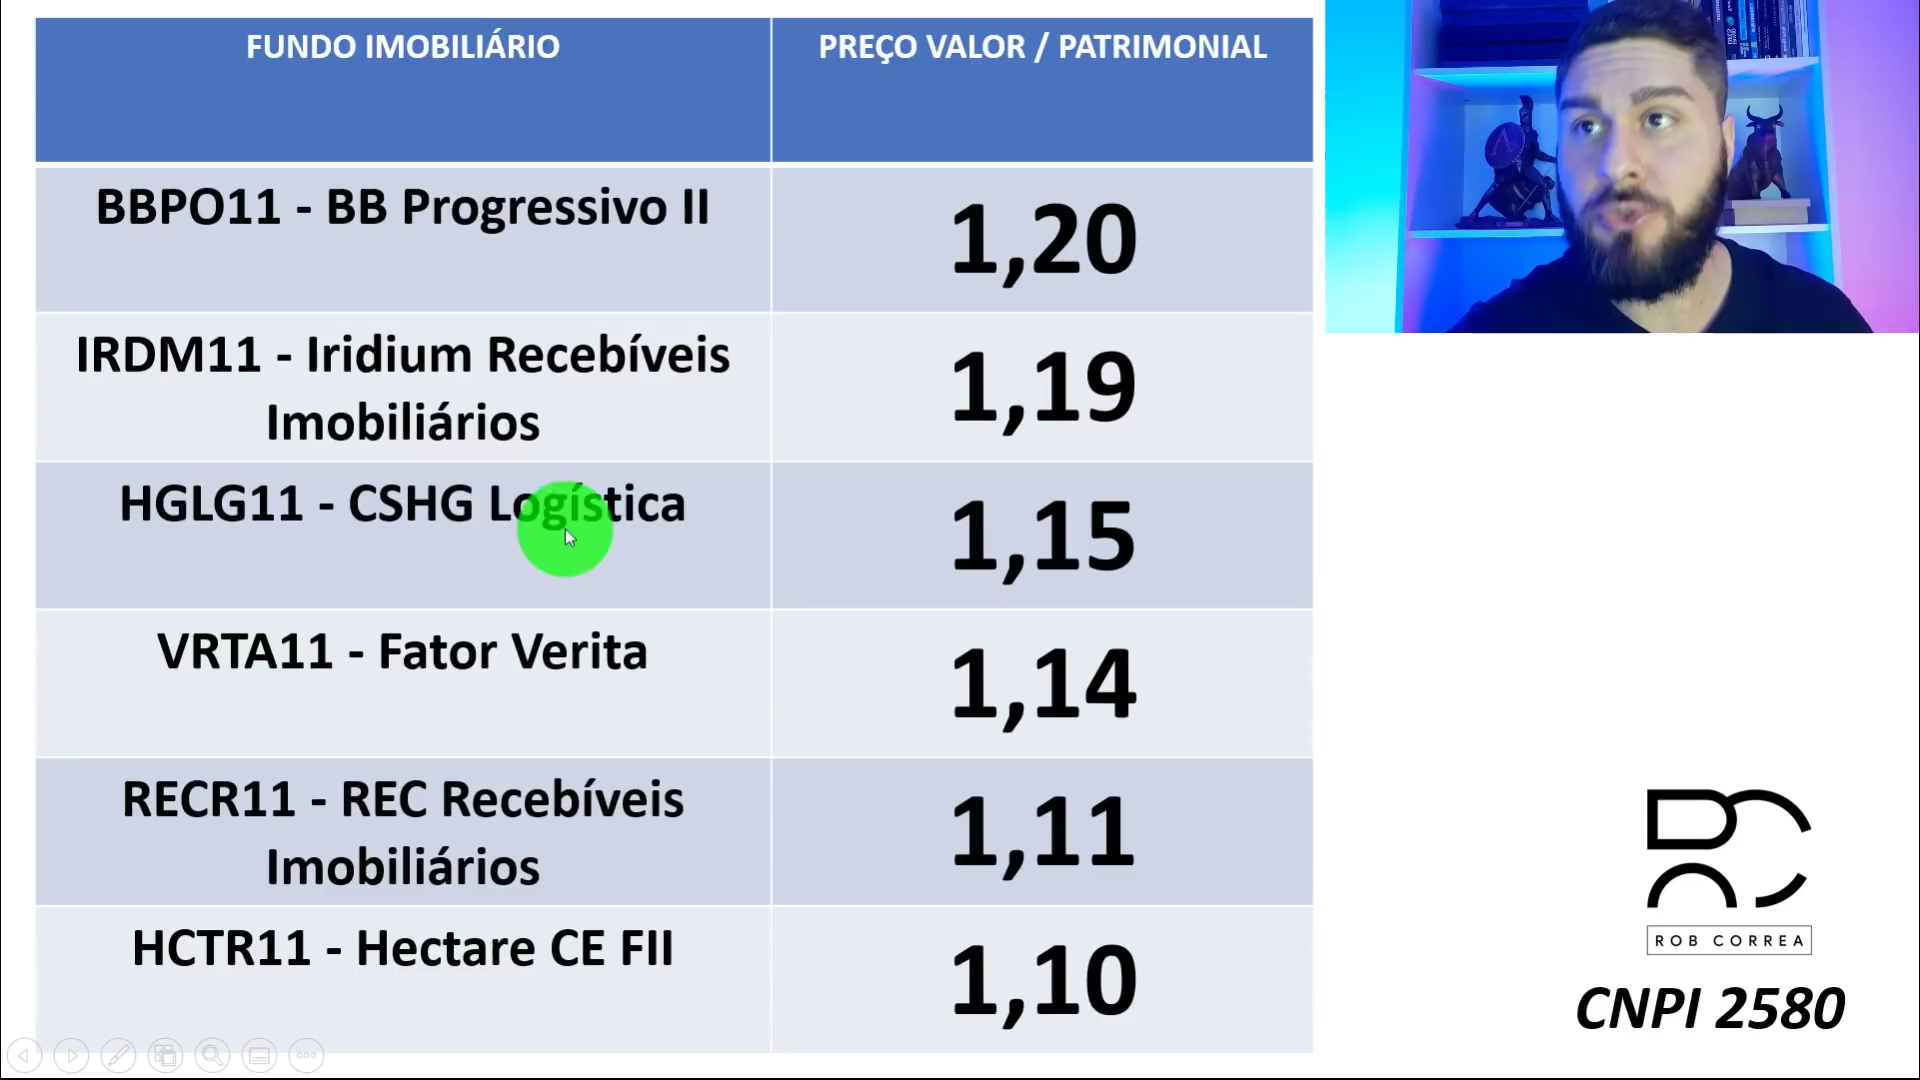 FUNDO IMOBILIÁRIO
PREÇO VALOR / PATRIMONIAL
BBPO11 - BB Progressivo II
1,20
IRDM11 - Iridium Recebíveis
Imobiliários
1,19
HGLG11 - CSHG Logística
1,15
VRTA11 - Fator Verita
1,14
RECR11 - REC Recebíveis
Imobiliários
1,11
HCTR11 - Hectare CE FII
1,10
ROB CORREA
CNPI 2580